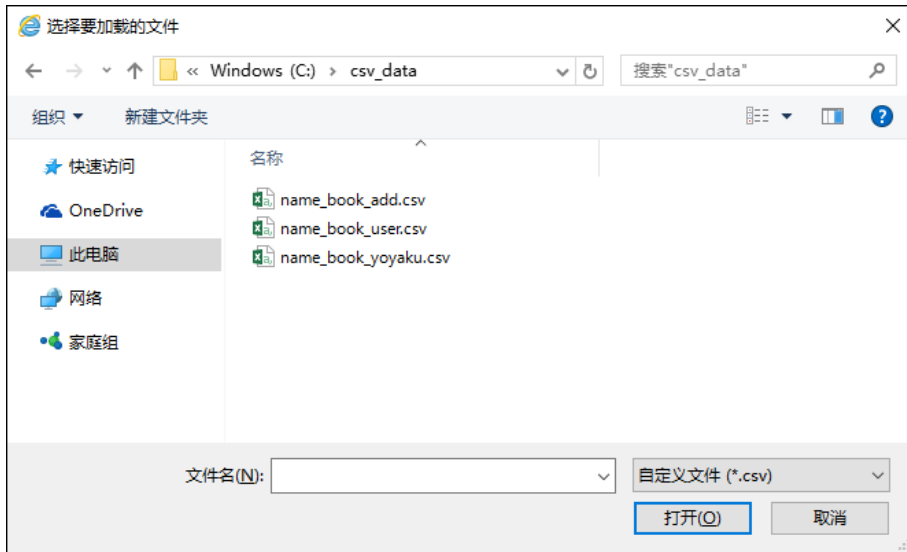 选择要加载的文件
« Windows (C:) › csv_data
搜索"csv_data"
组织 新建文件夹
快速访问
OneDrive
此电脑
网络
家庭组
名称
name_book_add.csv
name_book_user.csv
name_book_yoyaku.csv
文件名(N):
自定义文件 (*.csv)
打开(O) 取消